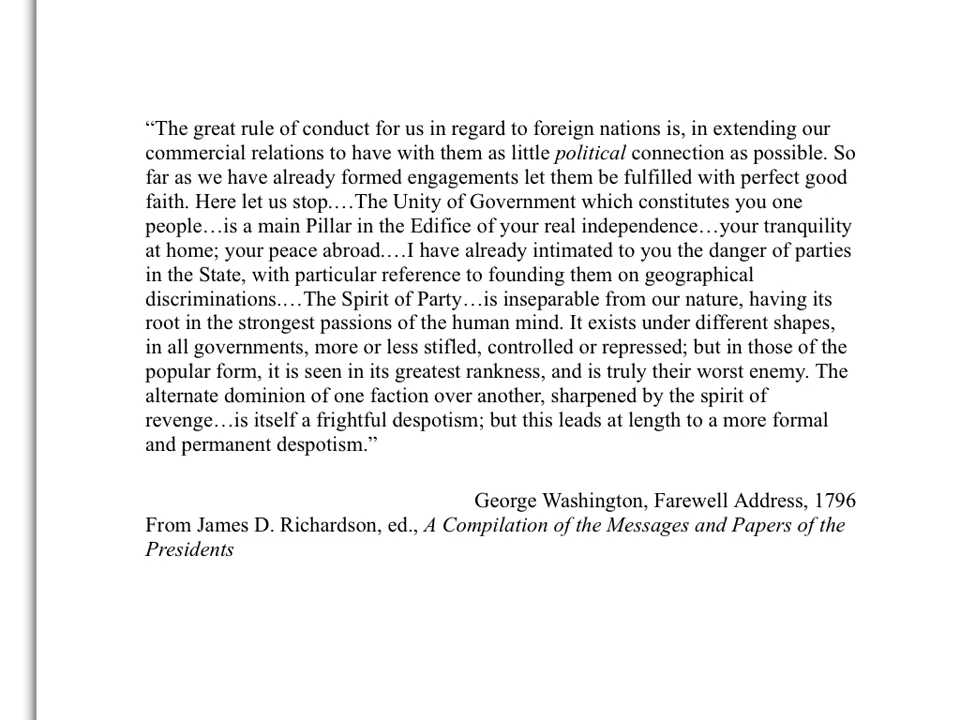 “The great rule of conduct for us in regard to foreign nations is, in extending our
commercial relations to have with them as little political connection as possible. So
far as we have already formed engagements let them be fulfilled with perfect good
faith. Here let us stop.…The Unity of Government which constitutes you one
people…is a main Pillar in the Edifice of your real independence…your tranquility
at home; your peace abroad.…I have already intimated to you the danger of parties
in the State, with particular reference to founding them on geographical
discriminations.…The Spirit of Party…is inseparable from our nature, having its
root in the strongest passions of the human mind. It exists under different shapes,
in all governments, more or less stifled, controlled or repressed; but in those of the
popular form, it is seen in its greatest rankness, and is truly their worst enemy. The
alternate dominion of one faction over another, sharpened by the spirit of
revenge…is itself a frightful despotism; but this leads at length to a more formal
and permanent despotism.”
George Washington, Farewell Address, 1796
From James D. Richardson, ed., A Compilation of the Messages and Papers of the
Presidents